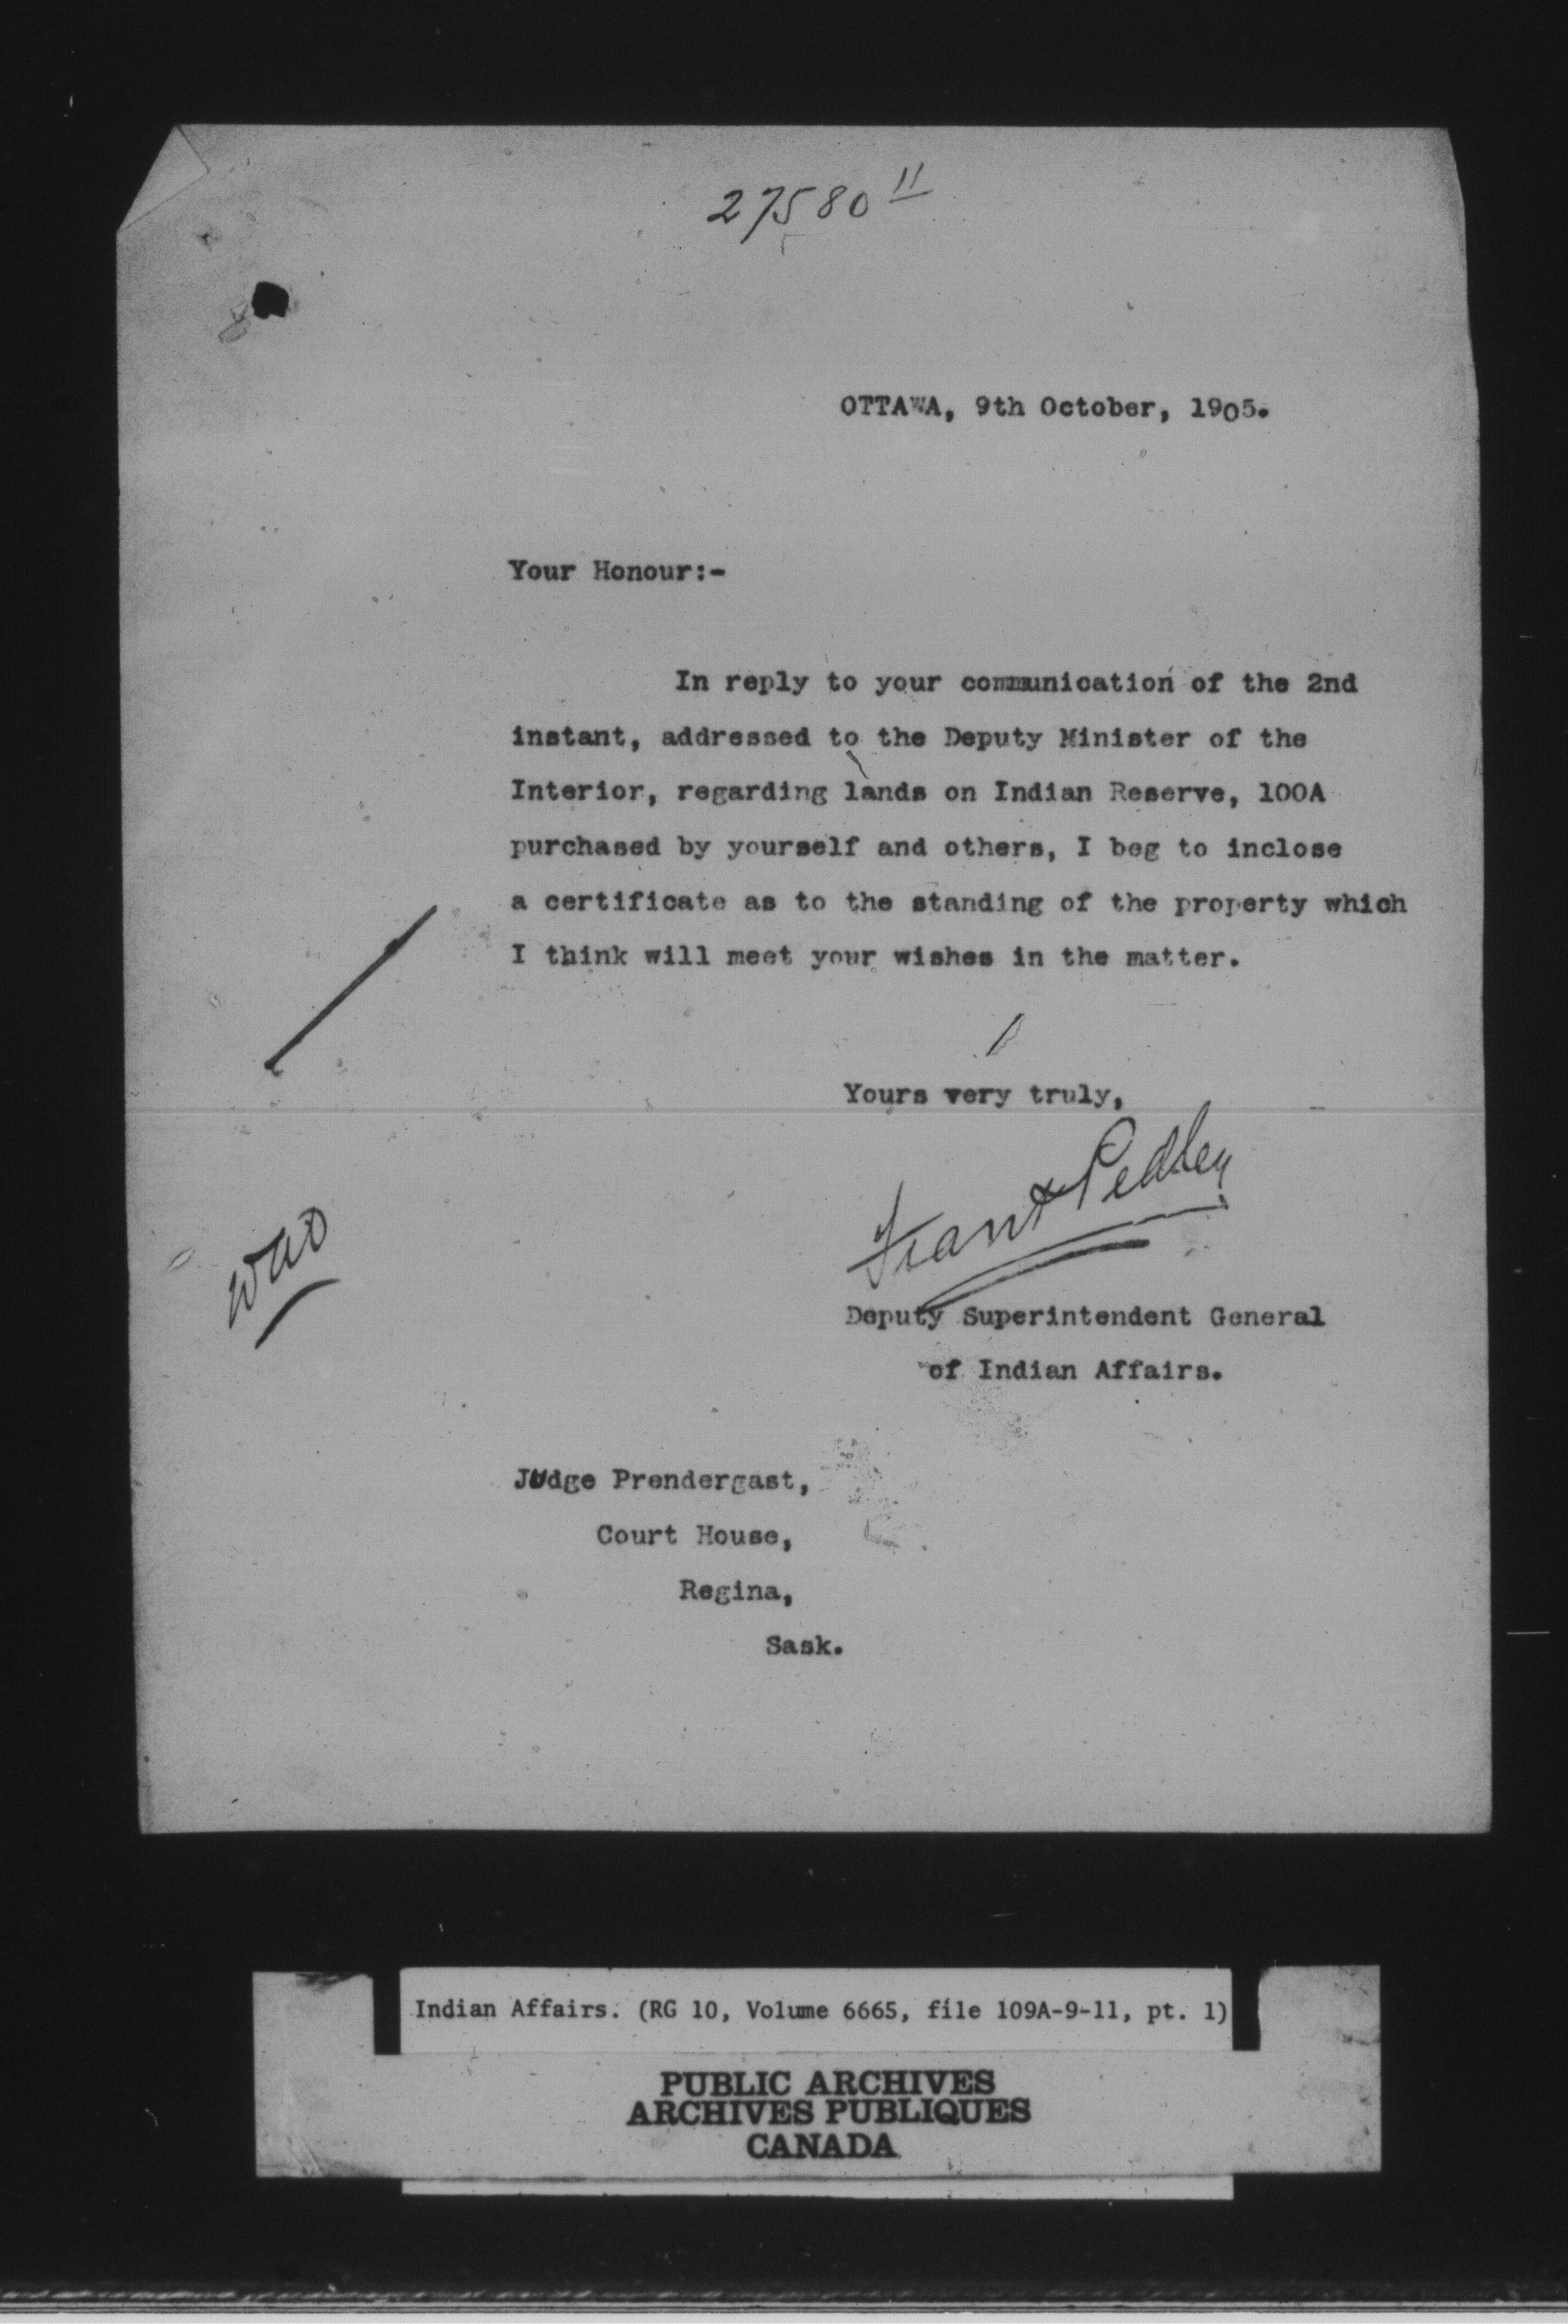 27580 11
OTTAWA, 9th October, 1905.
Your Honour:-
In reply to your communication of the 2nd
instant, addressed to the Deputy Minister of the
Interior, regarding lands on Indian Reserve, 100A
purchased by yourself and others, I beg to inclose
a certificate as to the standing of the property which
I think will meet your wishes in the matter.
Yours very truly,
Frank Pedley
Deputy Superintendent General
of Indian Affairs.
Judge Prendergast,
Court House,
Regina,
Sask.
Indian Affairs. (RG 10, Volume 6665, file 109A-9-11, pt. 1)
PUBLIC ARCHIVES
ARCHIVES PUBLIQUES
CANADA